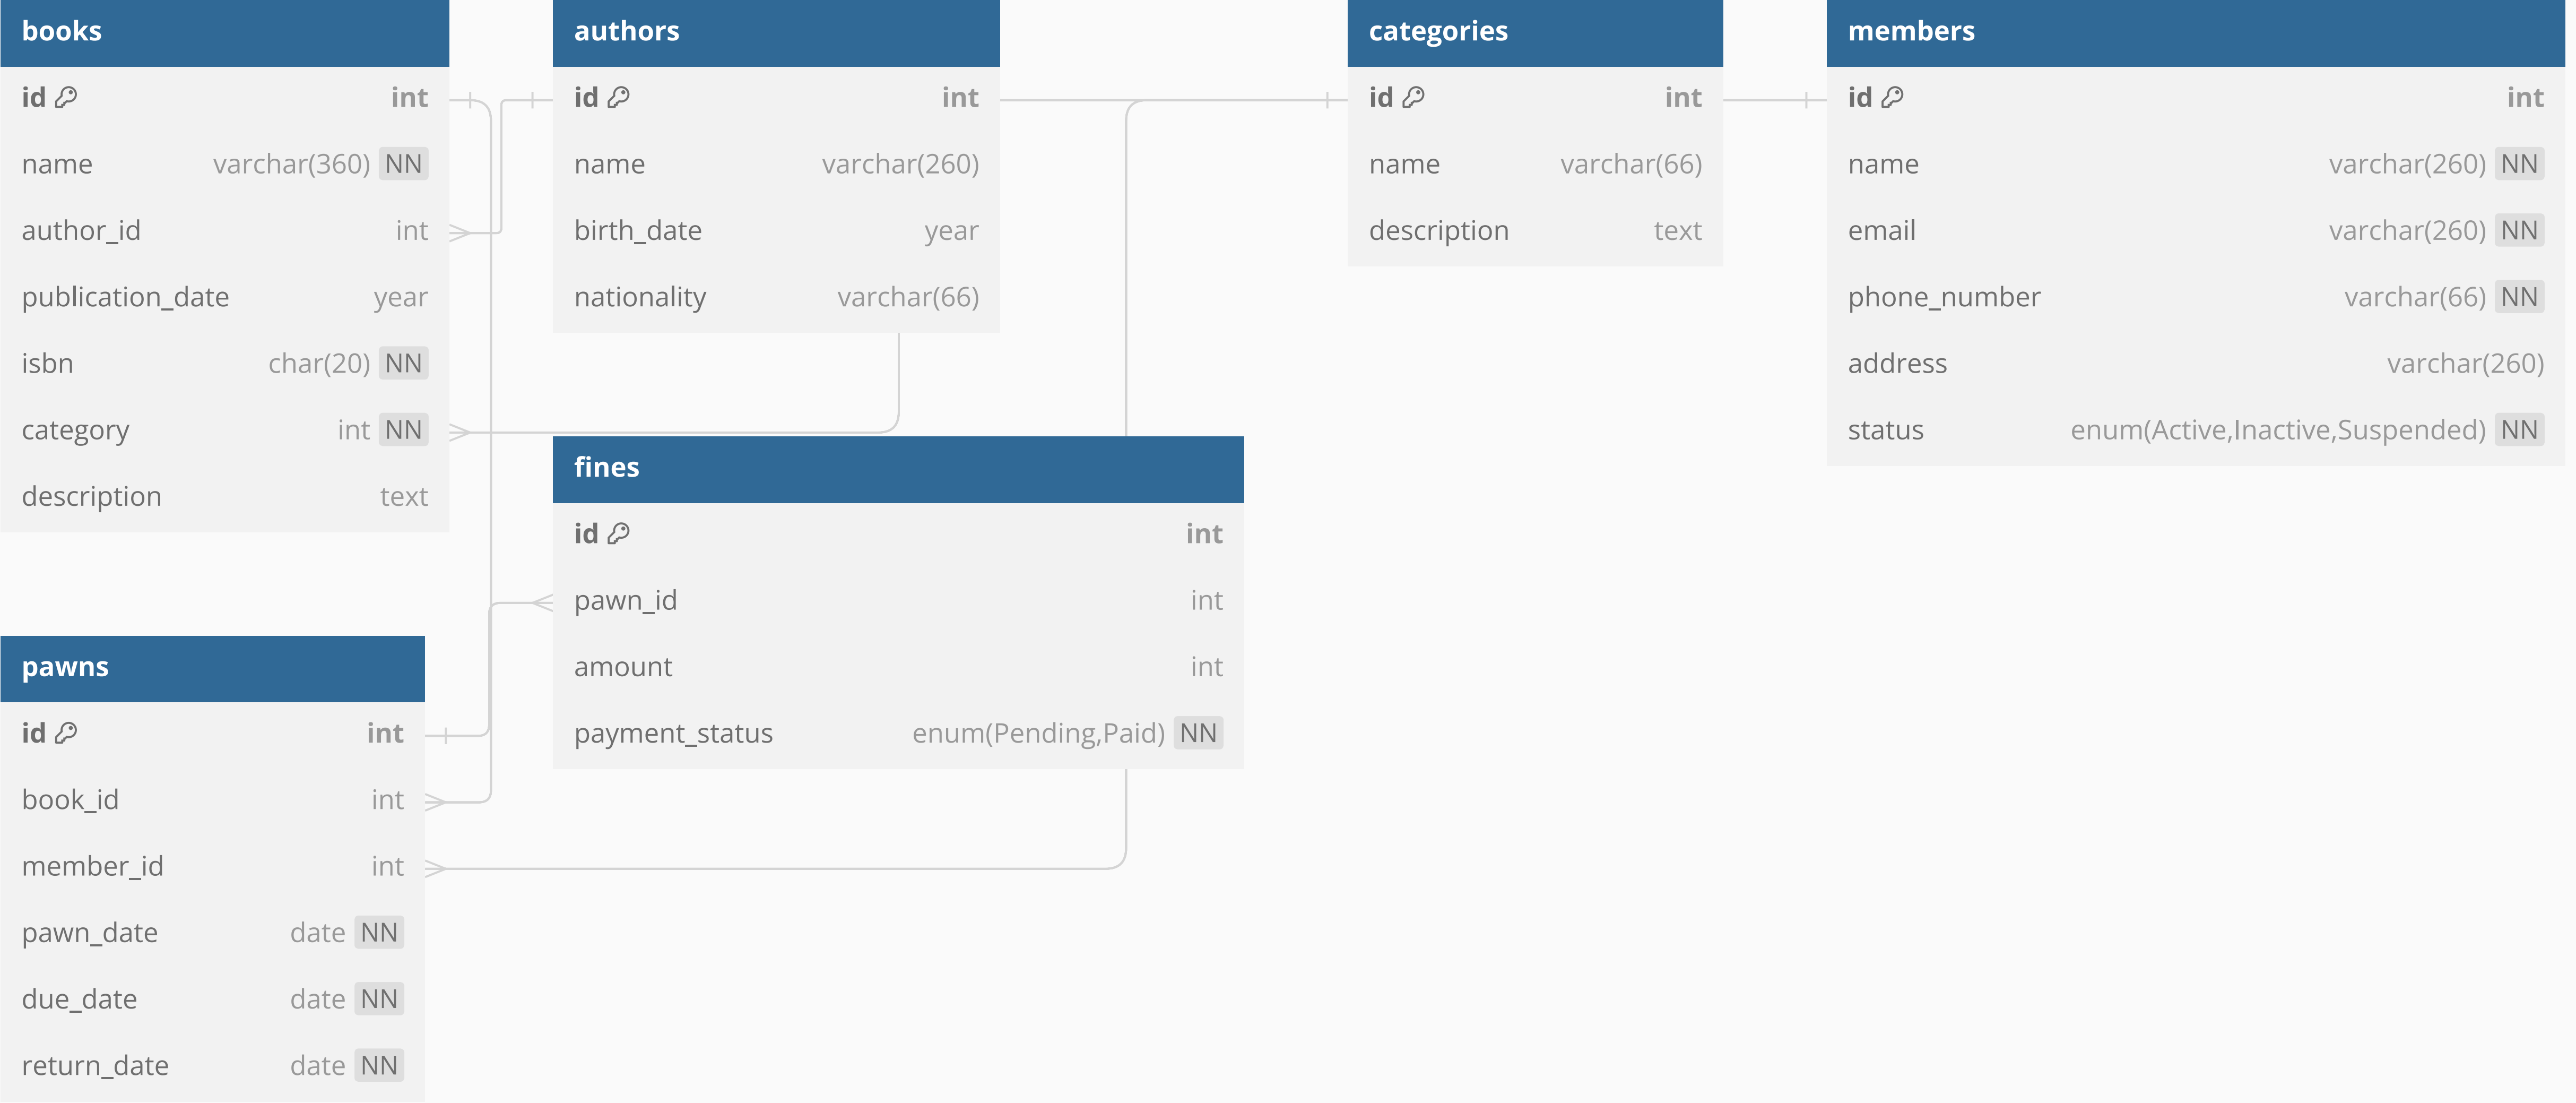 books
id int
name varchar(360) NN
author_id int
publication_date year
isbn char(20) NN
category int NN
description text
authors
id int
name varchar(260)
birth_date year
nationality varchar(66)
categories
id int
name varchar(66)
description text
members
id int
name varchar(260) NN
email varchar(260) NN
phone_number varchar(66) NN
address varchar(260)
status enum(Active,Inactive,Suspended) NN
fines
id int
pawn_id int
amount int
payment_status enum(Pending,Paid) NN
pawns
id int
book_id int
member_id int
pawn_date date NN
due_date date NN
return_date date NN